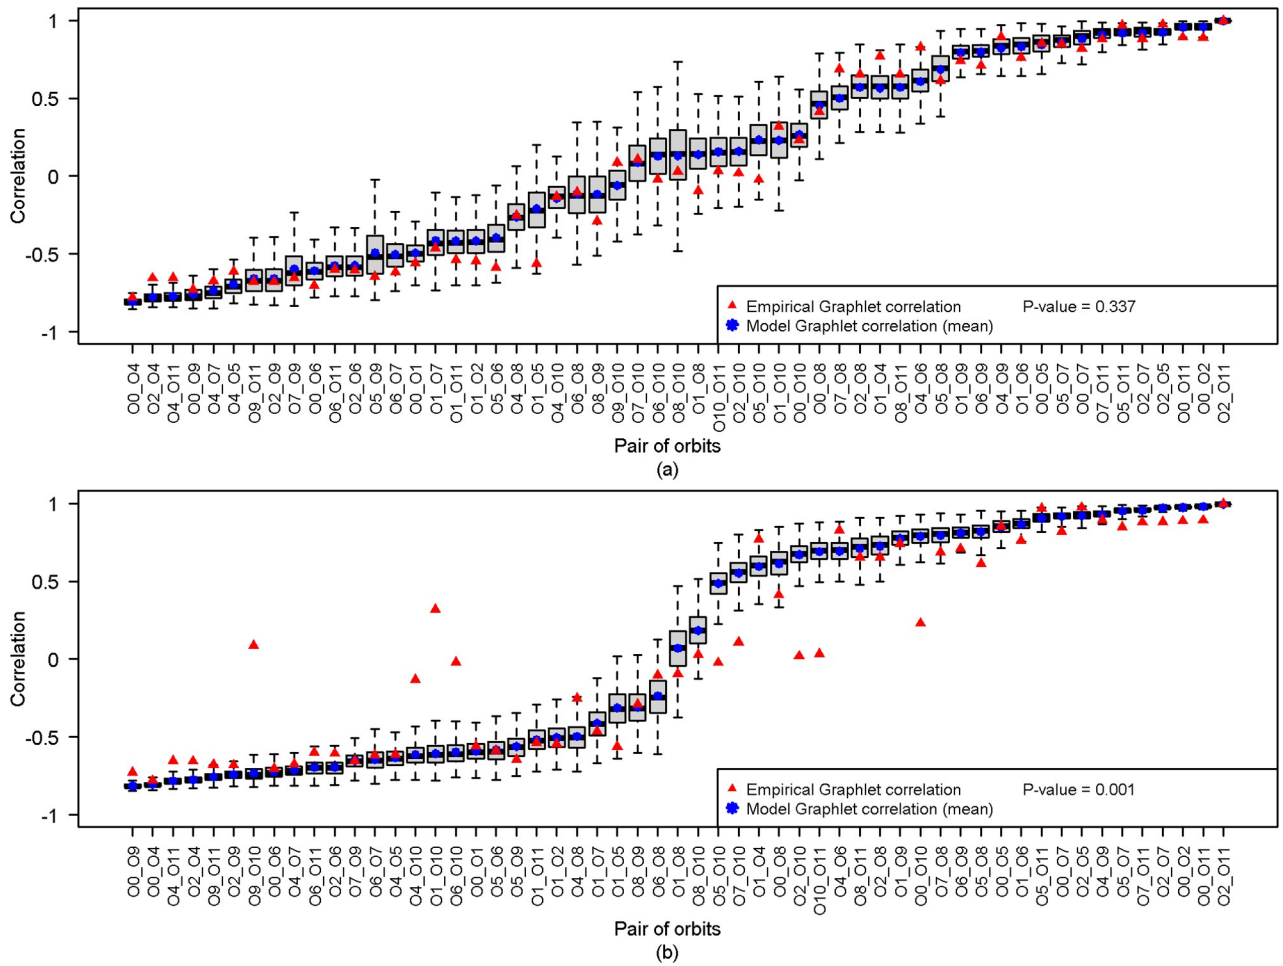 (a)
1
0.5
0
-0.5
-1
Correlation
Empirical Graphlet correlation P-value = 0.337
Model Graphlet correlation (mean)
O0_O4
O2_O4
O4_O11
O0_O9
O4_O7
O4_O5
O9_O11
O2_O9
O7_O9
O0_O6
O6_O11
O2_O6
O5_O9
O6_O7
O0_O1
O1_O7
O1_O11
O1_O2
O5_O6
O4_O8
O1_O5
O4_O10
O6_O8
O8_O9
O9_O10
O7_O10
O6_O10
O8_O10
O1_O8
O10_O11
O2_O10
O5_O10
O1_O10
O0_O10
O0_O8
O7_O8
O2_O8
O1_O4
O8_O11
O4_O6
O5_O8
O1_O9
O6_O9
O4_O9
O1_O6
O0_O5
O5_O7
O0_O7
O7_O11
O5_O11
O2_O7
O2_O5
O0_O11
O0_O2
O2_O11
Pair of orbits
(a)
1
0.5
0
-0.5
-1
Correlation
Empirical Graphlet correlation P-value = 0.001
Model Graphlet correlation (mean)
O0_O9
O0_O4
O4_O11
O2_O4
O9_O11
O2_O9
O9_O10
O0_O6
O4_O7
O6_O11
O2_O6
O7_O9
O6_O7
O4_O5
O4_O10
O1_O10
O6_O10
O0_O1
O5_O6
O5_O9
O1_O11
O1_O2
O4_O8
O1_O7
O1_O5
O8_O9
O6_O8
O1_O8
O8_O10
O5_O10
O7_O10
O1_O4
O0_O8
O2_O10
O10_O11
O4_O6
O8_O11
O2_O8
O1_O9
O0_O10
O7_O8
O6_O9
O5_O8
O0_O5
O1_O6
O5_O11
O0_O7
O2_O5
O4_O9
O5_O7
O7_O11
O2_O7
O0_O2
O0_O11
O2_O11
Pair of orbits
(b)